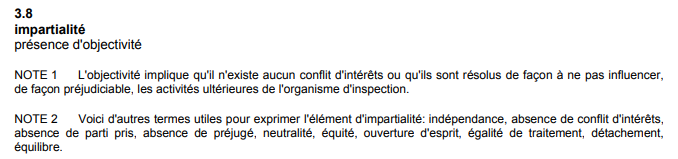 3.8
impartialité
présence d'objectivité
NOTE 1 L'objectivité implique qu'il n'existe aucun conflit d'intérêts ou qu'ils sont résolus de façon à ne pas influencer,
de façon préjudiciable, les activités ultérieures de l'organisme d'inspection.
NOTE 2 Voici d'autres termes utiles pour exprimer l'élément d'impartialité: indépendance, absence de conflit d'intérêts,
absence de parti pris, absence de préjugé, neutralité, équité, ouverture d'esprit, égalité de traitement, détachement,
équilibre.